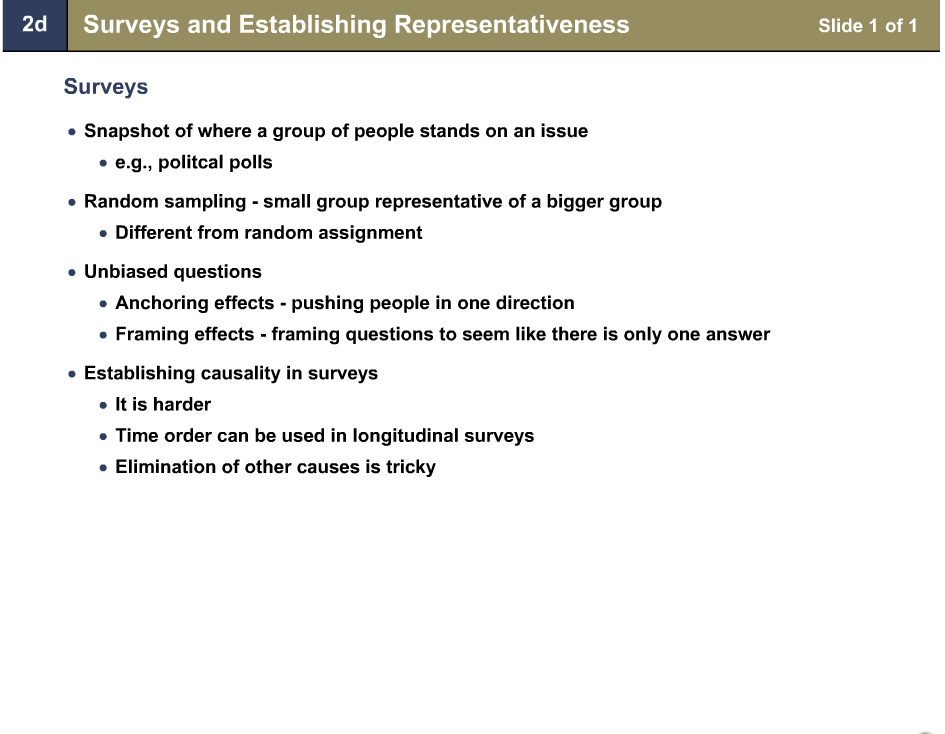 2d Surveys and Establishing Representativeness Slide 1 of 1
Surveys
• Snapshot of where a group of people stands on an issue
• e.g., politcal polls
• Random sampling - small group representative of a bigger group
• Different from random assignment
• Unbiased questions
• Anchoring effects - pushing people in one direction
• Framing effects - framing questions to seem like there is only one answer
• Establishing causality in surveys
• It is harder
• Time order can be used in longitudinal surveys
• Elimination of other causes is tricky